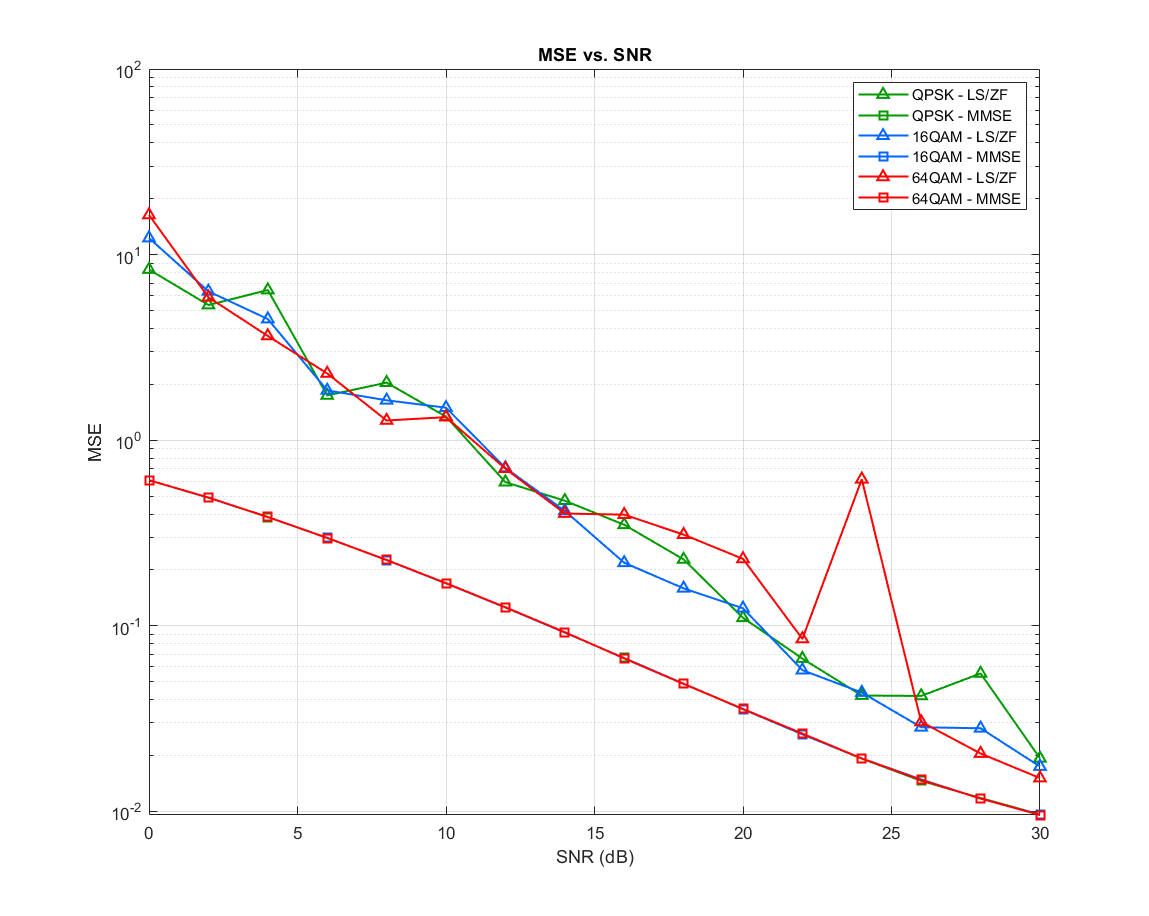 MSE vs. SNR
10^2
10^1
10^0
10^-1
10^-2
MSE
QPSK - LS/ZF
QPSK - MMSE
16QAM - LS/ZF
16QAM - MMSE
64QAM - LS/ZF
64QAM - MMSE
0 5 10 15 20 25 30
SNR (dB)